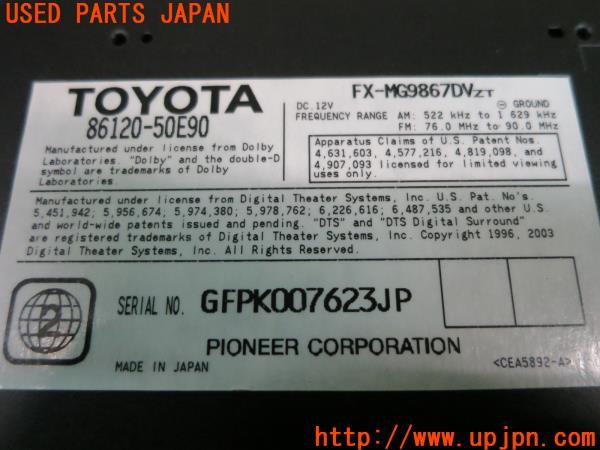 USED PARTS JAPAN
TOYOTA
86120-50E90
FX-MG9867DVZT
DC.12V
⊖ GROUND
FREQUENCY RANGE AM: 522 kHz to 1 629 kHz
FM: 76.0 MHz to 90.0 MHz
Manufactured under license from Dolby
Laboratories. "Dolby" and the double-D
symbol are trademarks of Dolby
Laboratories
Apparatus Claims of U.S. Patent Nos.
4,631,603, 4,577,216, 4,819,098, and
4,907,093 licensed for limited viewing
uses only.
Manufactured under license from Digital Theater Systems, Inc. U.S. Pat. No's.
5,451,942; 5,956,674; 5,974,380; 5,978,762; 6,226,616; 6,487,535 and other U.S.
and world-wide patents issued and pending. "DTS" and "DTS Digital Surround"
are registered trademarks of Digital Theater Systems, Inc. Copyright 1996, 2003
Digital Theater Systems, Inc. All Rights Reserved.
2
SERIAL NO. GFPK007623JP
PIONEER CORPORATION
MADE IN JAPAN
<CEA5892-A>
UPJ
http://www.upjpn.com